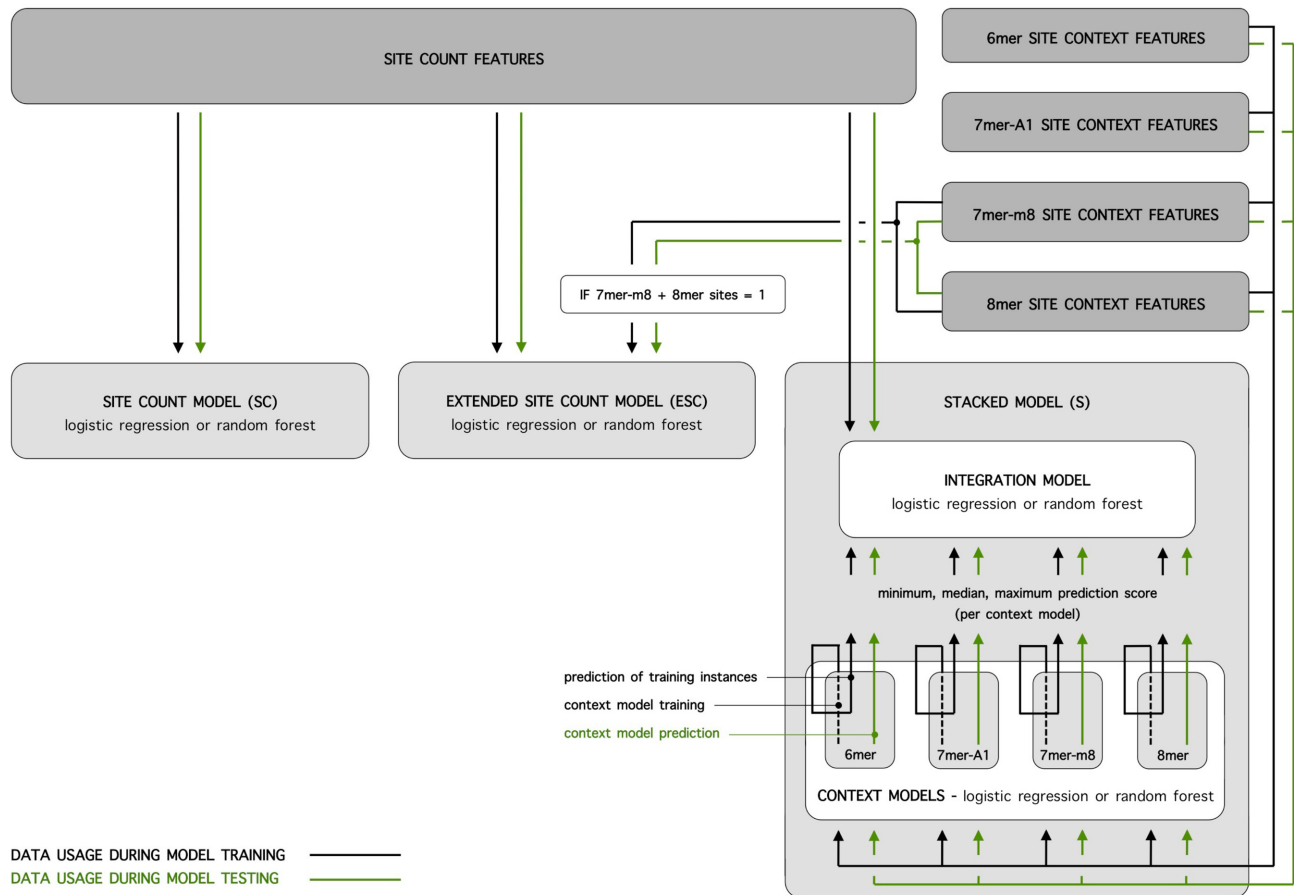 SITE COUNT FEATURES
6mer SITE CONTEXT FEATURES
7mer-A1 SITE CONTEXT FEATURES
7mer-m8 SITE CONTEXT FEATURES
8mer SITE CONTEXT FEATURES
IF 7mer-m8 + 8mer sites = 1
SITE COUNT MODEL (SC)
logistic regression or random forest
EXTENDED SITE COUNT MODEL (ESC)
logistic regression or random forest
STACKED MODEL (S)
INTEGRATION MODEL
logistic regression or random forest
minimum, median, maximum prediction score
(per context model)
prediction of training instances
context model training
context model prediction
6mer
7mer-A1
7mer-m8
8mer
CONTEXT MODELS - logistic regression or random forest
DATA USAGE DURING MODEL TRAINING
DATA USAGE DURING MODEL TESTING